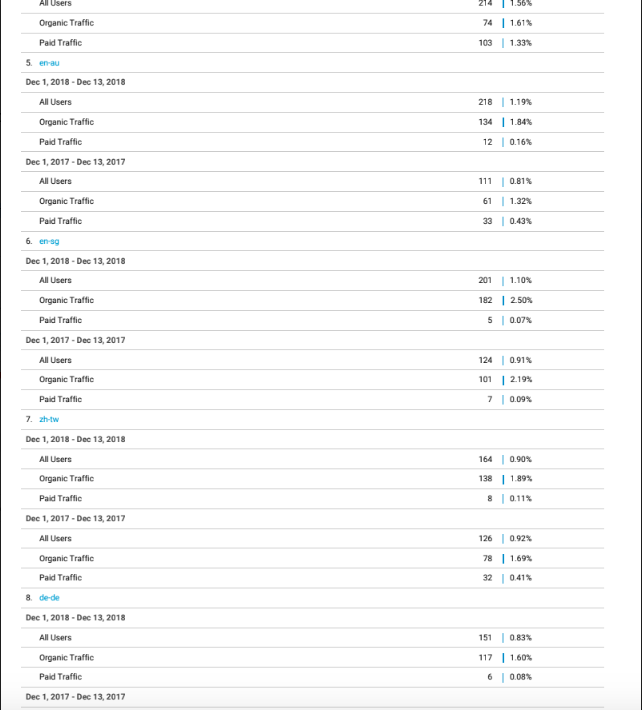 All Users 214 1.56%
Organic Traffic 74 1.61%
Paid Traffic 103 1.33%
5. en-au
Dec 1, 2018 - Dec 13, 2018
All Users 218 1.19%
Organic Traffic 134 1.84%
Paid Traffic 12 0.16%
Dec 1, 2017 - Dec 13, 2017
All Users 111 0.81%
Organic Traffic 61 1.32%
Paid Traffic 33 0.43%
6. en-sg
Dec 1, 2018 - Dec 13, 2018
All Users 201 1.10%
Organic Traffic 182 2.50%
Paid Traffic 5 0.07%
Dec 1, 2017 - Dec 13, 2017
All Users 124 0.91%
Organic Traffic 101 2.19%
Paid Traffic 7 0.09%
7. zh-tw
Dec 1, 2018 - Dec 13, 2018
All Users 164 0.90%
Organic Traffic 138 1.89%
Paid Traffic 8 0.11%
Dec 1, 2017 - Dec 13, 2017
All Users 126 0.92%
Organic Traffic 78 1.69%
Paid Traffic 32 0.41%
8. de-de
Dec 1, 2018 - Dec 13, 2018
All Users 151 0.83%
Organic Traffic 117 1.60%
Paid Traffic 6 0.08%
Dec 1, 2017 - Dec 13, 2017